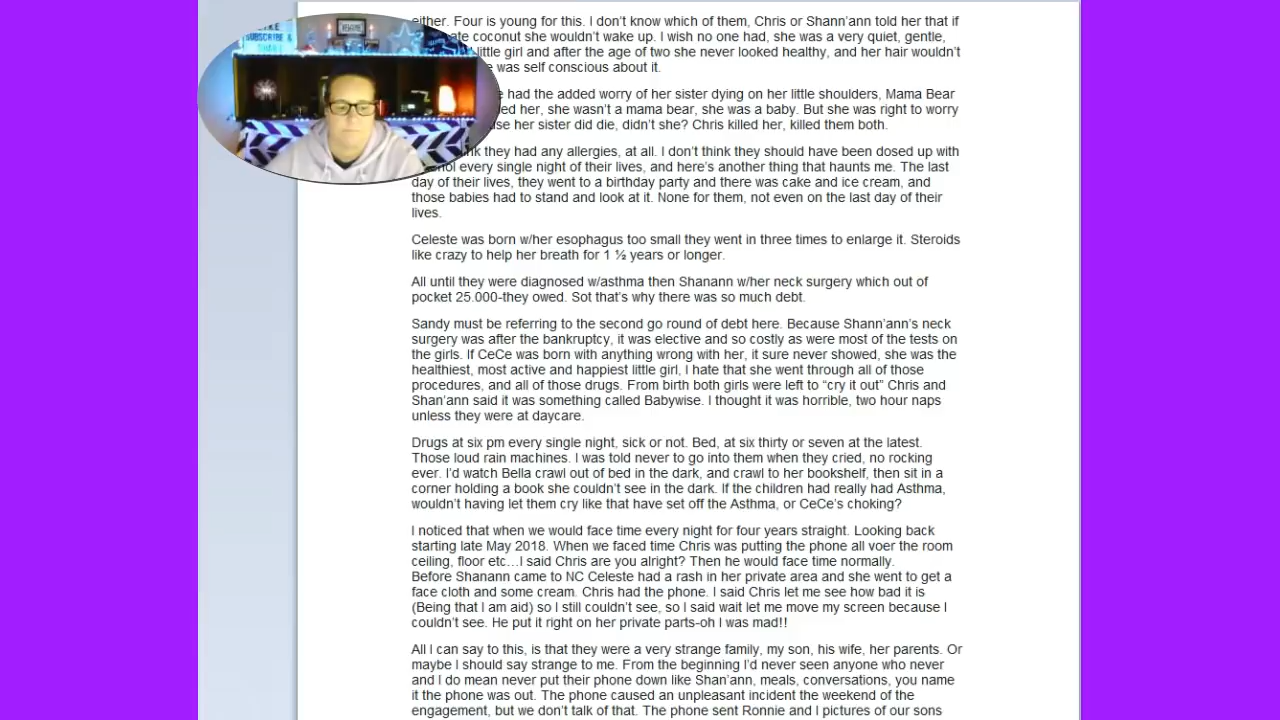 SUBSCRIBE
&
either. Four is young for this. I don't know which of them, Chris or Shann'ann told her that if
ate coconut she wouldn't wake up. I wish no one had, she was a very quiet, gentle,
little girl and after the age of two she never looked healthy, and her hair wouldn't
was self conscious about it.
had the added worry of her sister dying on her little shoulders, Mama Bear
her, she wasn't a mama bear, she was a baby. But she was right to worry
her sister did die, didn't she? Chris killed her, killed them both.
they had any allergies, at all. I don't think they should have been dosed up with
every single night of their lives, and here's another thing that haunts me. The last
day of their lives, they went to a birthday party and there was cake and ice cream, and
those babies had to stand and look at it. None for them, not even on the last day of their
lives.
Celeste was born w/her esophagus too small they went in three times to enlarge it. Steroids
like crazy to help her breath for 1 ½ years or longer.
All until they were diagnosed w/asthma then Shanann w/her neck surgery which out of
pocket 25.000-they owed. Sot that's why there was so much debt.
Sandy must be referring to the second go round of debt here. Because Shann'ann's neck
surgery was after the bankruptcy, it was elective and so costly as were most of the tests on
the girls. If CeCe was born with anything wrong with her, it sure never showed, she was the
healthiest, most active and happiest little girl, I hate that she went through all of those
procedures, and all of those drugs. From birth both girls were left to “cry it out” Chris and
Shan'ann said it was something called Babywise. I thought it was horrible, two hour naps
unless they were at daycare.
Drugs at six pm every single night, sick or not. Bed, at six thirty or seven at the latest.
Those loud rain machines. I was told never to go into them when they cried, no rocking
ever. I'd watch Bella crawl out of bed in the dark, and crawl to her bookshelf, then sit in a
corner holding a book she couldn't see in the dark. If the children had really had Asthma,
wouldn't having let them cry like that have set off the Asthma, or CeCe's choking?
I noticed that when we would face time every night for four years straight. Looking back
starting late May 2018. When we faced time Chris was putting the phone all voer the room
ceiling, floor etc…I said Chris are you alright? Then he would face time normally.
Before Shanann came to NC Celeste had a rash in her private area and she went to get a
face cloth and some cream. Chris had the phone. I said Chris let me see how bad it is
(Being that I am aid) so I still couldn't see, so I said wait let me move my screen because I
couldn't see. He put it right on her private parts-oh I was mad!!
All I can say to this, is that they were a very strange family, my son, his wife, her parents. Or
maybe I should say strange to me. From the beginning I'd never seen anyone who never
and I do mean never put their phone down like Shan'ann, meals, conversations, you name
it the phone was out. The phone caused an unpleasant incident the weekend of the
engagement, but we don't talk of that. The phone sent Ronnie and I pictures of our sons